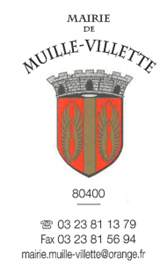 MAIRIE
DE
MUILLE-VILLETTE
80400
☏ 03 23 81 13 79
Fax 03 23 81 56 94
mairie.muille-villette@orange.fr